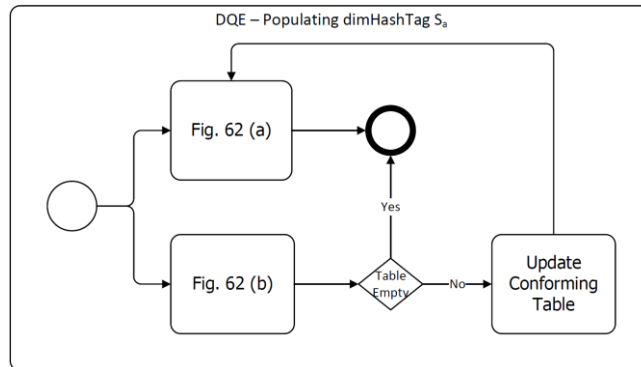 DQE – Populating dimHashTag Sₐ
Fig. 62 (a)
Yes
Fig. 62 (b)
Table
Empty
No
Update
Conforming
Table